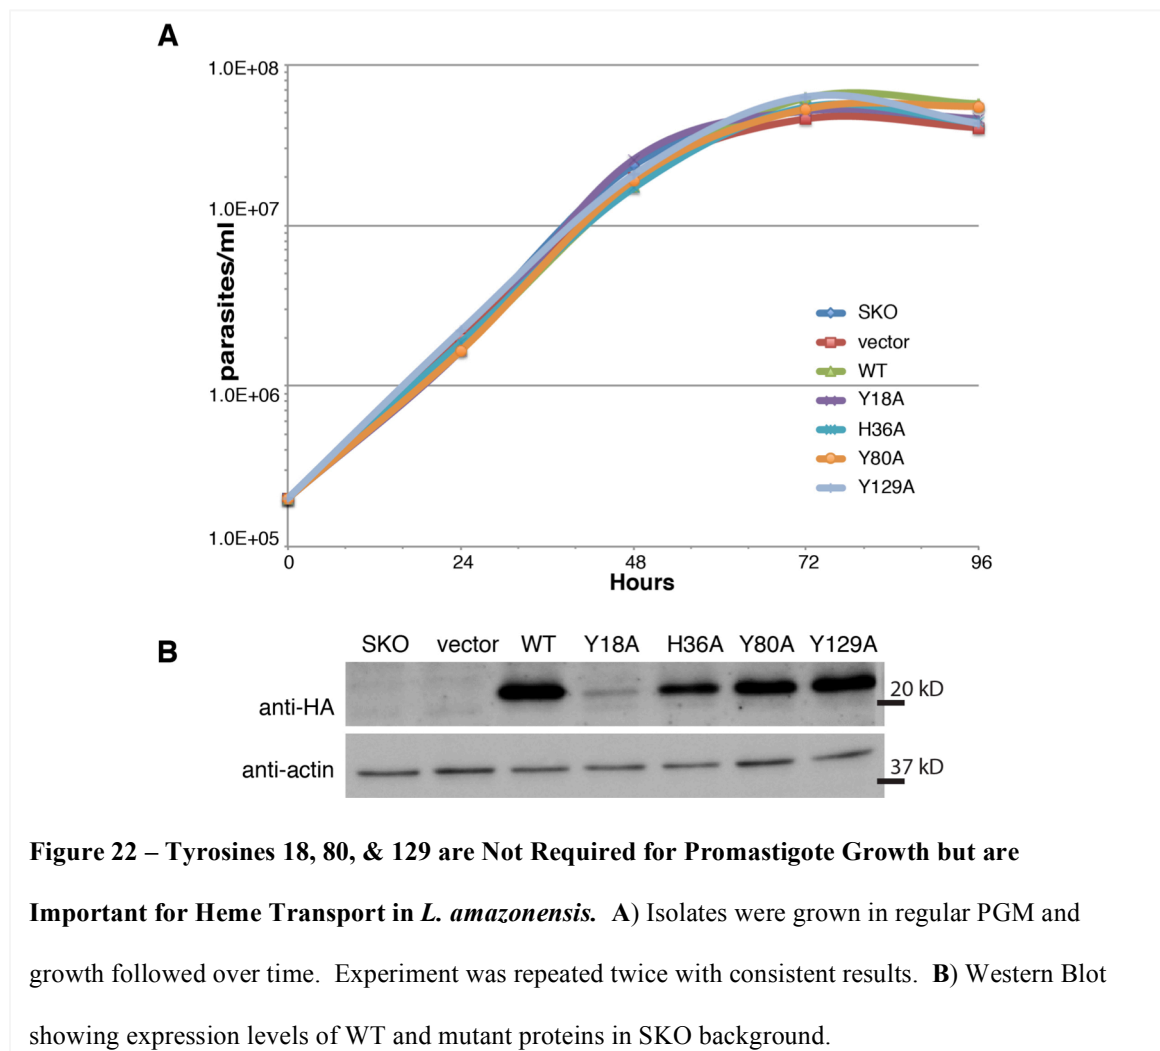 A
1.0E+08
1.0E+07
1.0E+06
1.0E+05
parasites/ml
SKO
vector
WT
Y18A
H36A
Y80A
Y129A
0 24 48 72 96
Hours
B
SKO vector WT Y18A H36A Y80A Y129A
anti-HA
20 kD
anti-actin
37 kD
Figure 22 – Tyrosines 18, 80, & 129 are Not Required for Promastigote Growth but are
Important for Heme Transport in L. amazonensis. A) Isolates were grown in regular PGM and
growth followed over time. Experiment was repeated twice with consistent results. B) Western Blot
showing expression levels of WT and mutant proteins in SKO background.